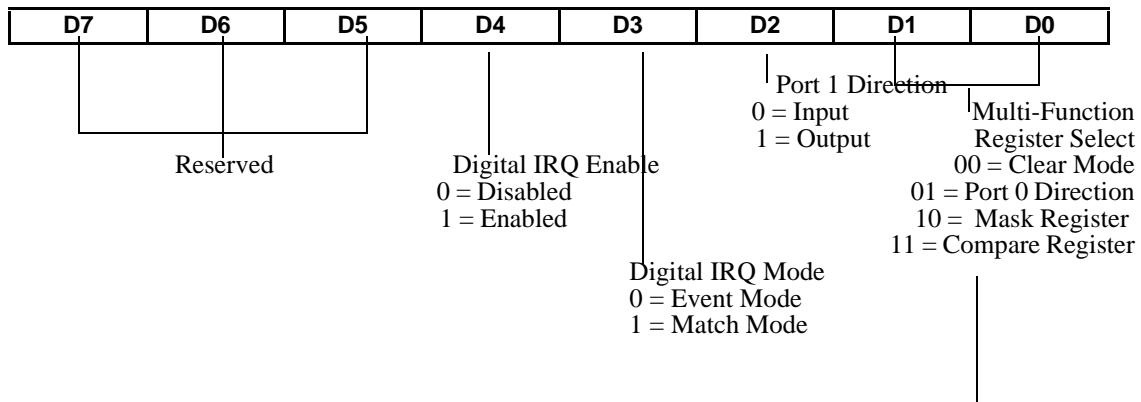 D7 D6 D5 D4 D3 D2 D1 D0
Reserved
Digital IRQ Enable
0 = Disabled
1 = Enabled
Digital IRQ Mode
0 = Event Mode
1 = Match Mode
Port 1 Direction
0 = Input
1 = Output
Multi-Function
Register Select
00 = Clear Mode
01 = Port 0 Direction
10 = Mask Register
11 = Compare Register